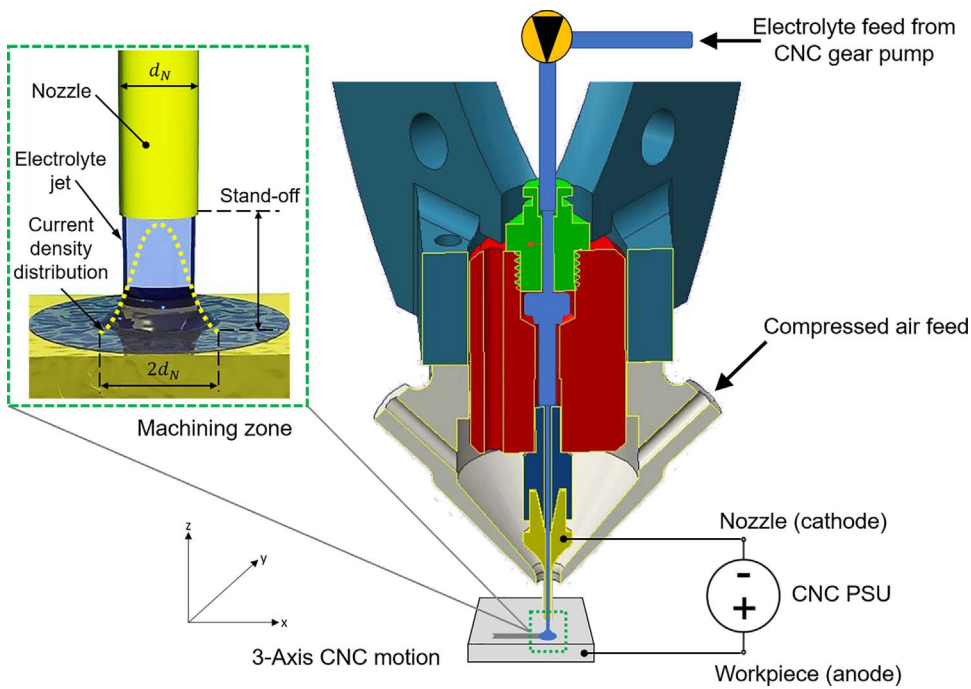 Electrolyte feed from
CNC gear pump
d_N
Nozzle
Electrolyte
jet
Stand-off
Current
density
distribution
2d_N
Machining zone
Compressed air feed
z
y
x
Nozzle (cathode)
-
+
CNC PSU
3-Axis CNC motion
Workpiece (anode)